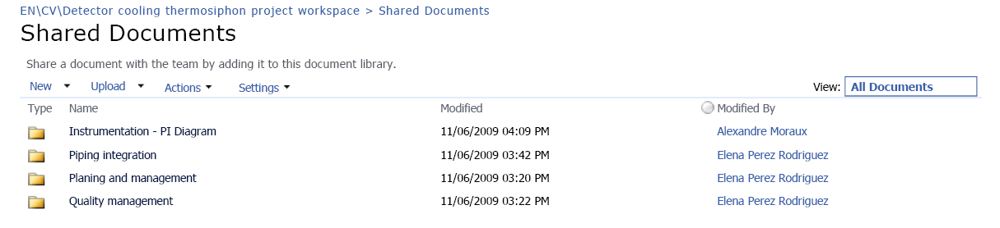 EN\CV\Detector cooling thermosiphon project workspace > Shared Documents
Shared Documents
Share a document with the team by adding it to this document library.
New Upload Actions Settings View: All Documents
Type Name Modified Modified By
Instrumentation - PI Diagram 11/06/2009 04:09 PM Alexandre Moraux
Piping integration 11/06/2009 03:42 PM Elena Perez Rodriguez
Planing and management 11/06/2009 03:20 PM Elena Perez Rodriguez
Quality management 11/06/2009 03:22 PM Elena Perez Rodriguez